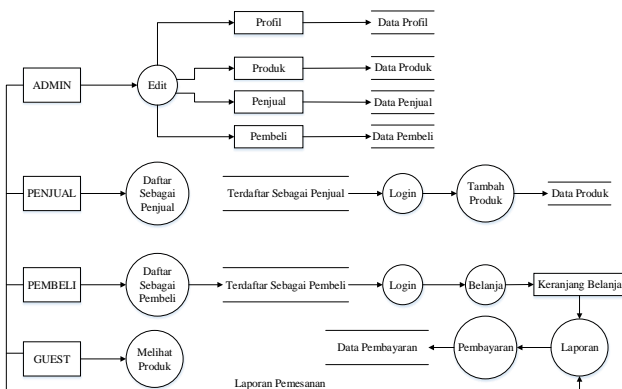 Profil
Data Profil
ADMIN
Edit
Produk
Data Produk
Penjual
Data Penjual
Pembeli
Data Pembeli
PENJUAL
Daftar
Sebagai
Penjual
Terdaftar Sebagai Penjual
Login
Tambah
Produk
Data Produk
PEMBELI
Daftar
Sebagai
Pembeli
Terdaftar Sebagai Pembeli
Login
Belanja
Keranjang Belanja
GUEST
Melihat
Produk
Data Pembayaran
Pembayaran
Laporan
Laporan Pemesanan